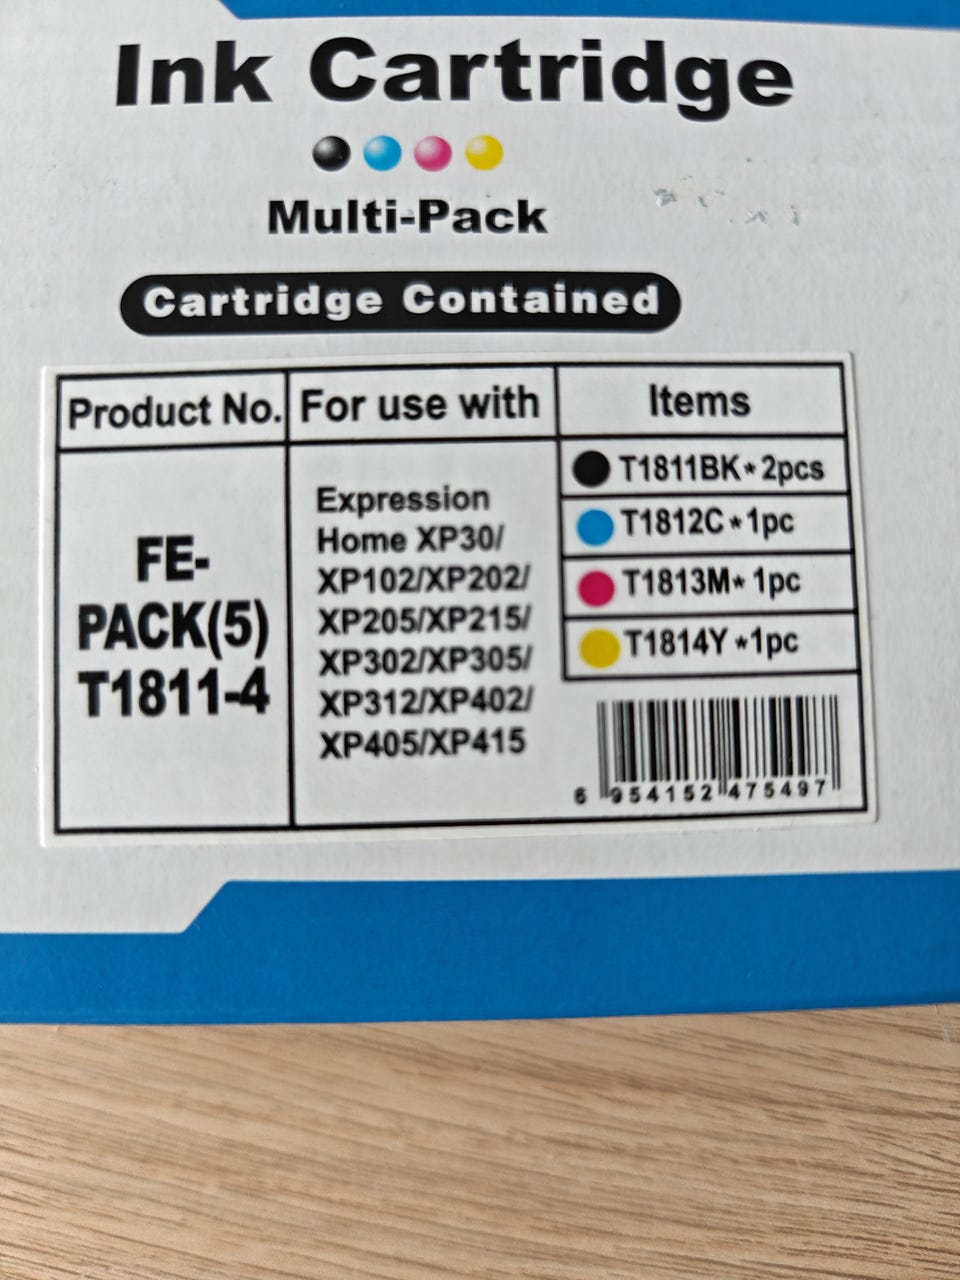 Ink Cartridge
Multi-Pack
Cartridge Contained
Product No. For use with Items
FE-
PACK(5)
T1811-4
Expression
Home XP30/
XP102/XP202/
XP205/XP215/
XP302/XP305/
XP312/XP402/
XP405/XP415
T1811BK*2pcs
T1812C*1pc
T1813M*1pc
T1814Y*1pc
6 954152 475497